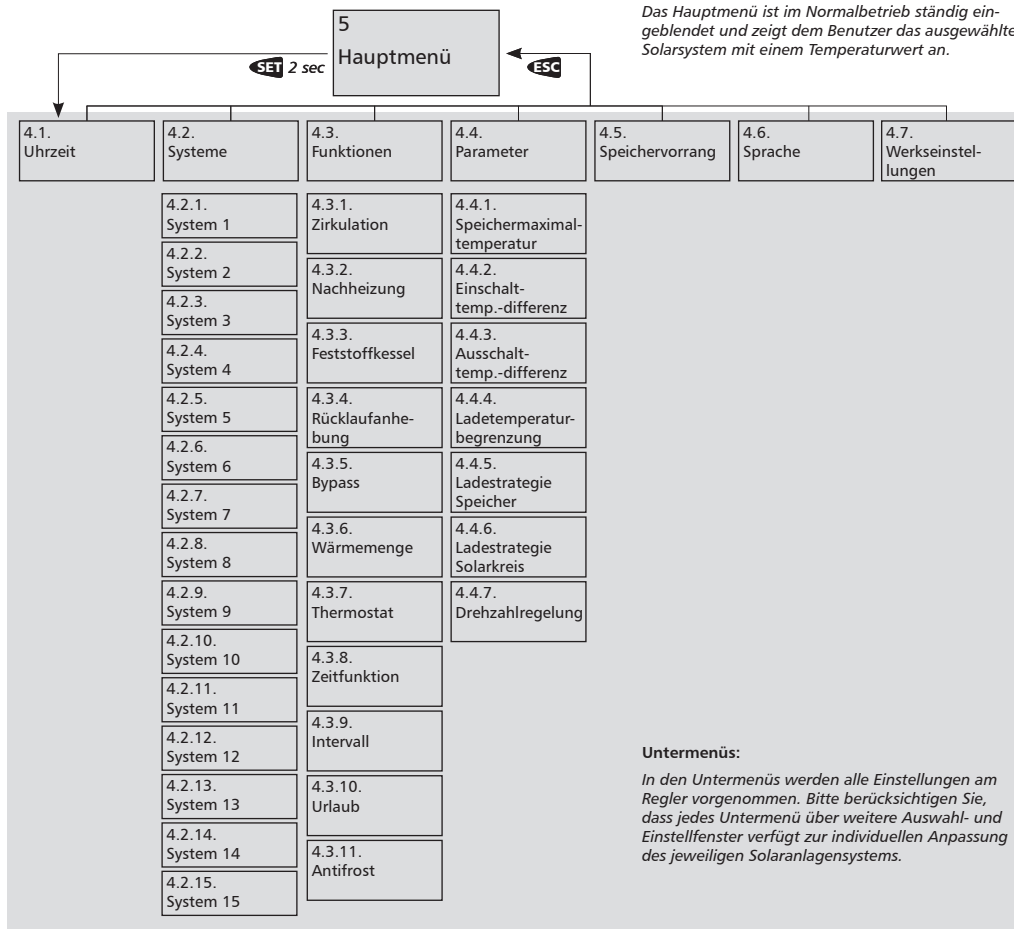 5
Hauptmenü
SET 2 sec
ESC
Das Hauptmenü ist im Normalbetrieb ständig ein-
geblendet und zeigt dem Benutzer das ausgewählte
Solarsystem mit einem Temperaturwert an.
4.1.
Uhrzeit
4.2.
Systeme
4.3.
Funktionen
4.4.
Parameter
4.5.
Speichervorrang
4.6.
Sprache
4.7.
Werkseinstel-
lungen
4.2.1.
System 1
4.2.2.
System 2
4.2.3.
System 3
4.2.4.
System 4
4.2.5.
System 5
4.2.6.
System 6
4.2.7.
System 7
4.2.8.
System 8
4.2.9.
System 9
4.2.10.
System 10
4.2.11.
System 11
4.2.12.
System 12
4.2.13.
System 13
4.2.14.
System 14
4.2.15.
System 15
4.3.1.
Zirkulation
4.3.2.
Nachheizung
4.3.3.
Feststoffkessel
4.3.4.
Rücklaufanhe-
bung
4.3.5.
Bypass
4.3.6.
Wärmemenge
4.3.7.
Thermostat
4.3.8.
Zeitfunktion
4.3.9.
Intervall
4.3.10.
Urlaub
4.3.11.
Antifrost
4.4.1.
Speichermaximal-
temperatur
4.4.2.
Einschalt-
temp.-differenz
4.4.3.
Ausschalt-
temp.-differenz
4.4.4.
Ladetemperatur-
begrenzung
4.4.5.
Ladestrategie
Speicher
4.4.6.
Ladestrategie
Solarkreis
4.4.7.
Drehzahlregelung
Untermenüs:
In den Untermenüs werden alle Einstellungen am
Regler vorgenommen. Bitte berücksichtigen Sie,
dass jedes Untermenü über weitere Auswahl- und
Einstellfenster verfügt zur individuellen Anpassung
des jeweiligen Solaranlagensystems.